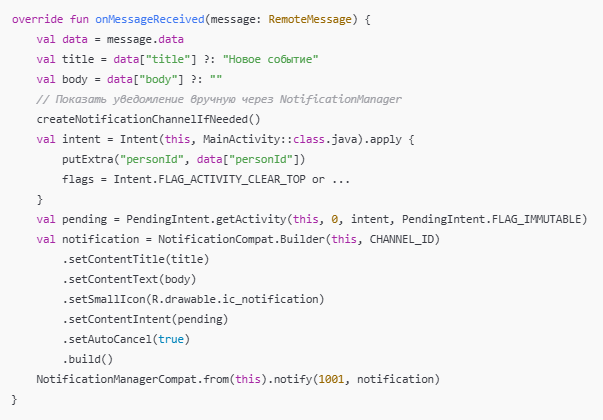 override fun onMessageReceived(message: RemoteMessage) {
    val data = message.data
    val title = data["title"] ?: "Новое событие"
    val body = data["body"] ?: ""
    // Показать уведомление вручную через NotificationManager
    createNotificationChannelIfNeeded()
    val intent = Intent(this, MainActivity::class.java).apply {
        putExtra("personId", data["personId"])
        flags = Intent.FLAG_ACTIVITY_CLEAR_TOP or ...
    }
    val pending = PendingIntent.getActivity(this, 0, intent, PendingIntent.FLAG_IMMUTABLE)
    val notification = NotificationCompat.Builder(this, CHANNEL_ID)
        .setContentTitle(title)
        .setContentText(body)
        .setSmallIcon(R.drawable.ic_notification)
        .setContentIntent(pending)
        .setAutoCancel(true)
        .build()
    NotificationManagerCompat.from(this).notify(1001, notification)
}